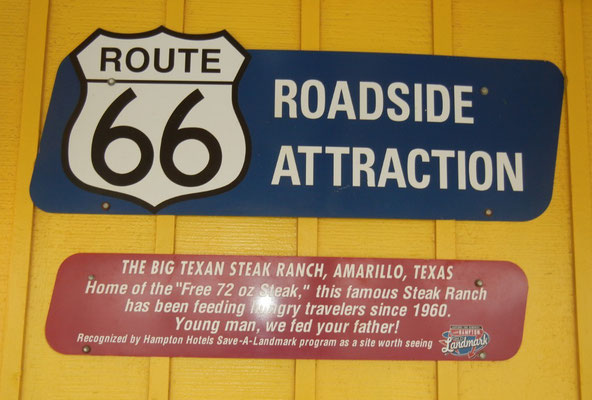 ROUTE
66
ROADSIDE
ATTRACTION
THE BIG TEXAN STEAK RANCH, AMARILLO, TEXAS
Home of the "Free 72 oz Steak," this famous Steak Ranch
has been feeding hungry travelers since 1960.
Young man, we fed your father!
Recognized by Hampton Hotels Save-A-Landmark program as a site worth seeing
HAMPTON
Landmark